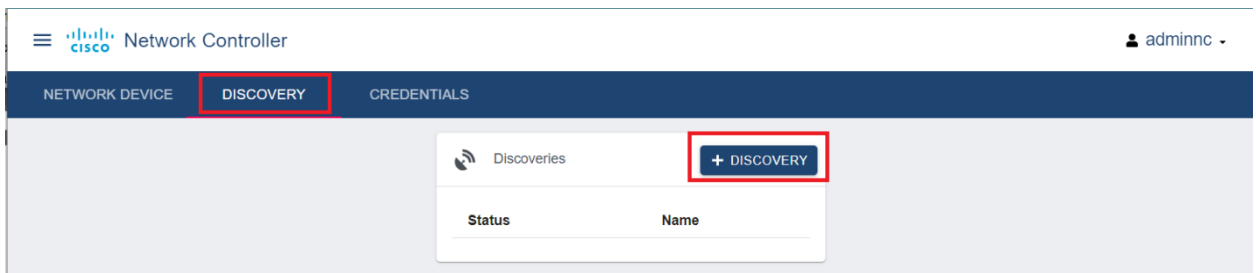 cisco Network Controller adminnc
NETWORK DEVICE DISCOVERY CREDENTIALS
Discoveries + DISCOVERY
Status Name